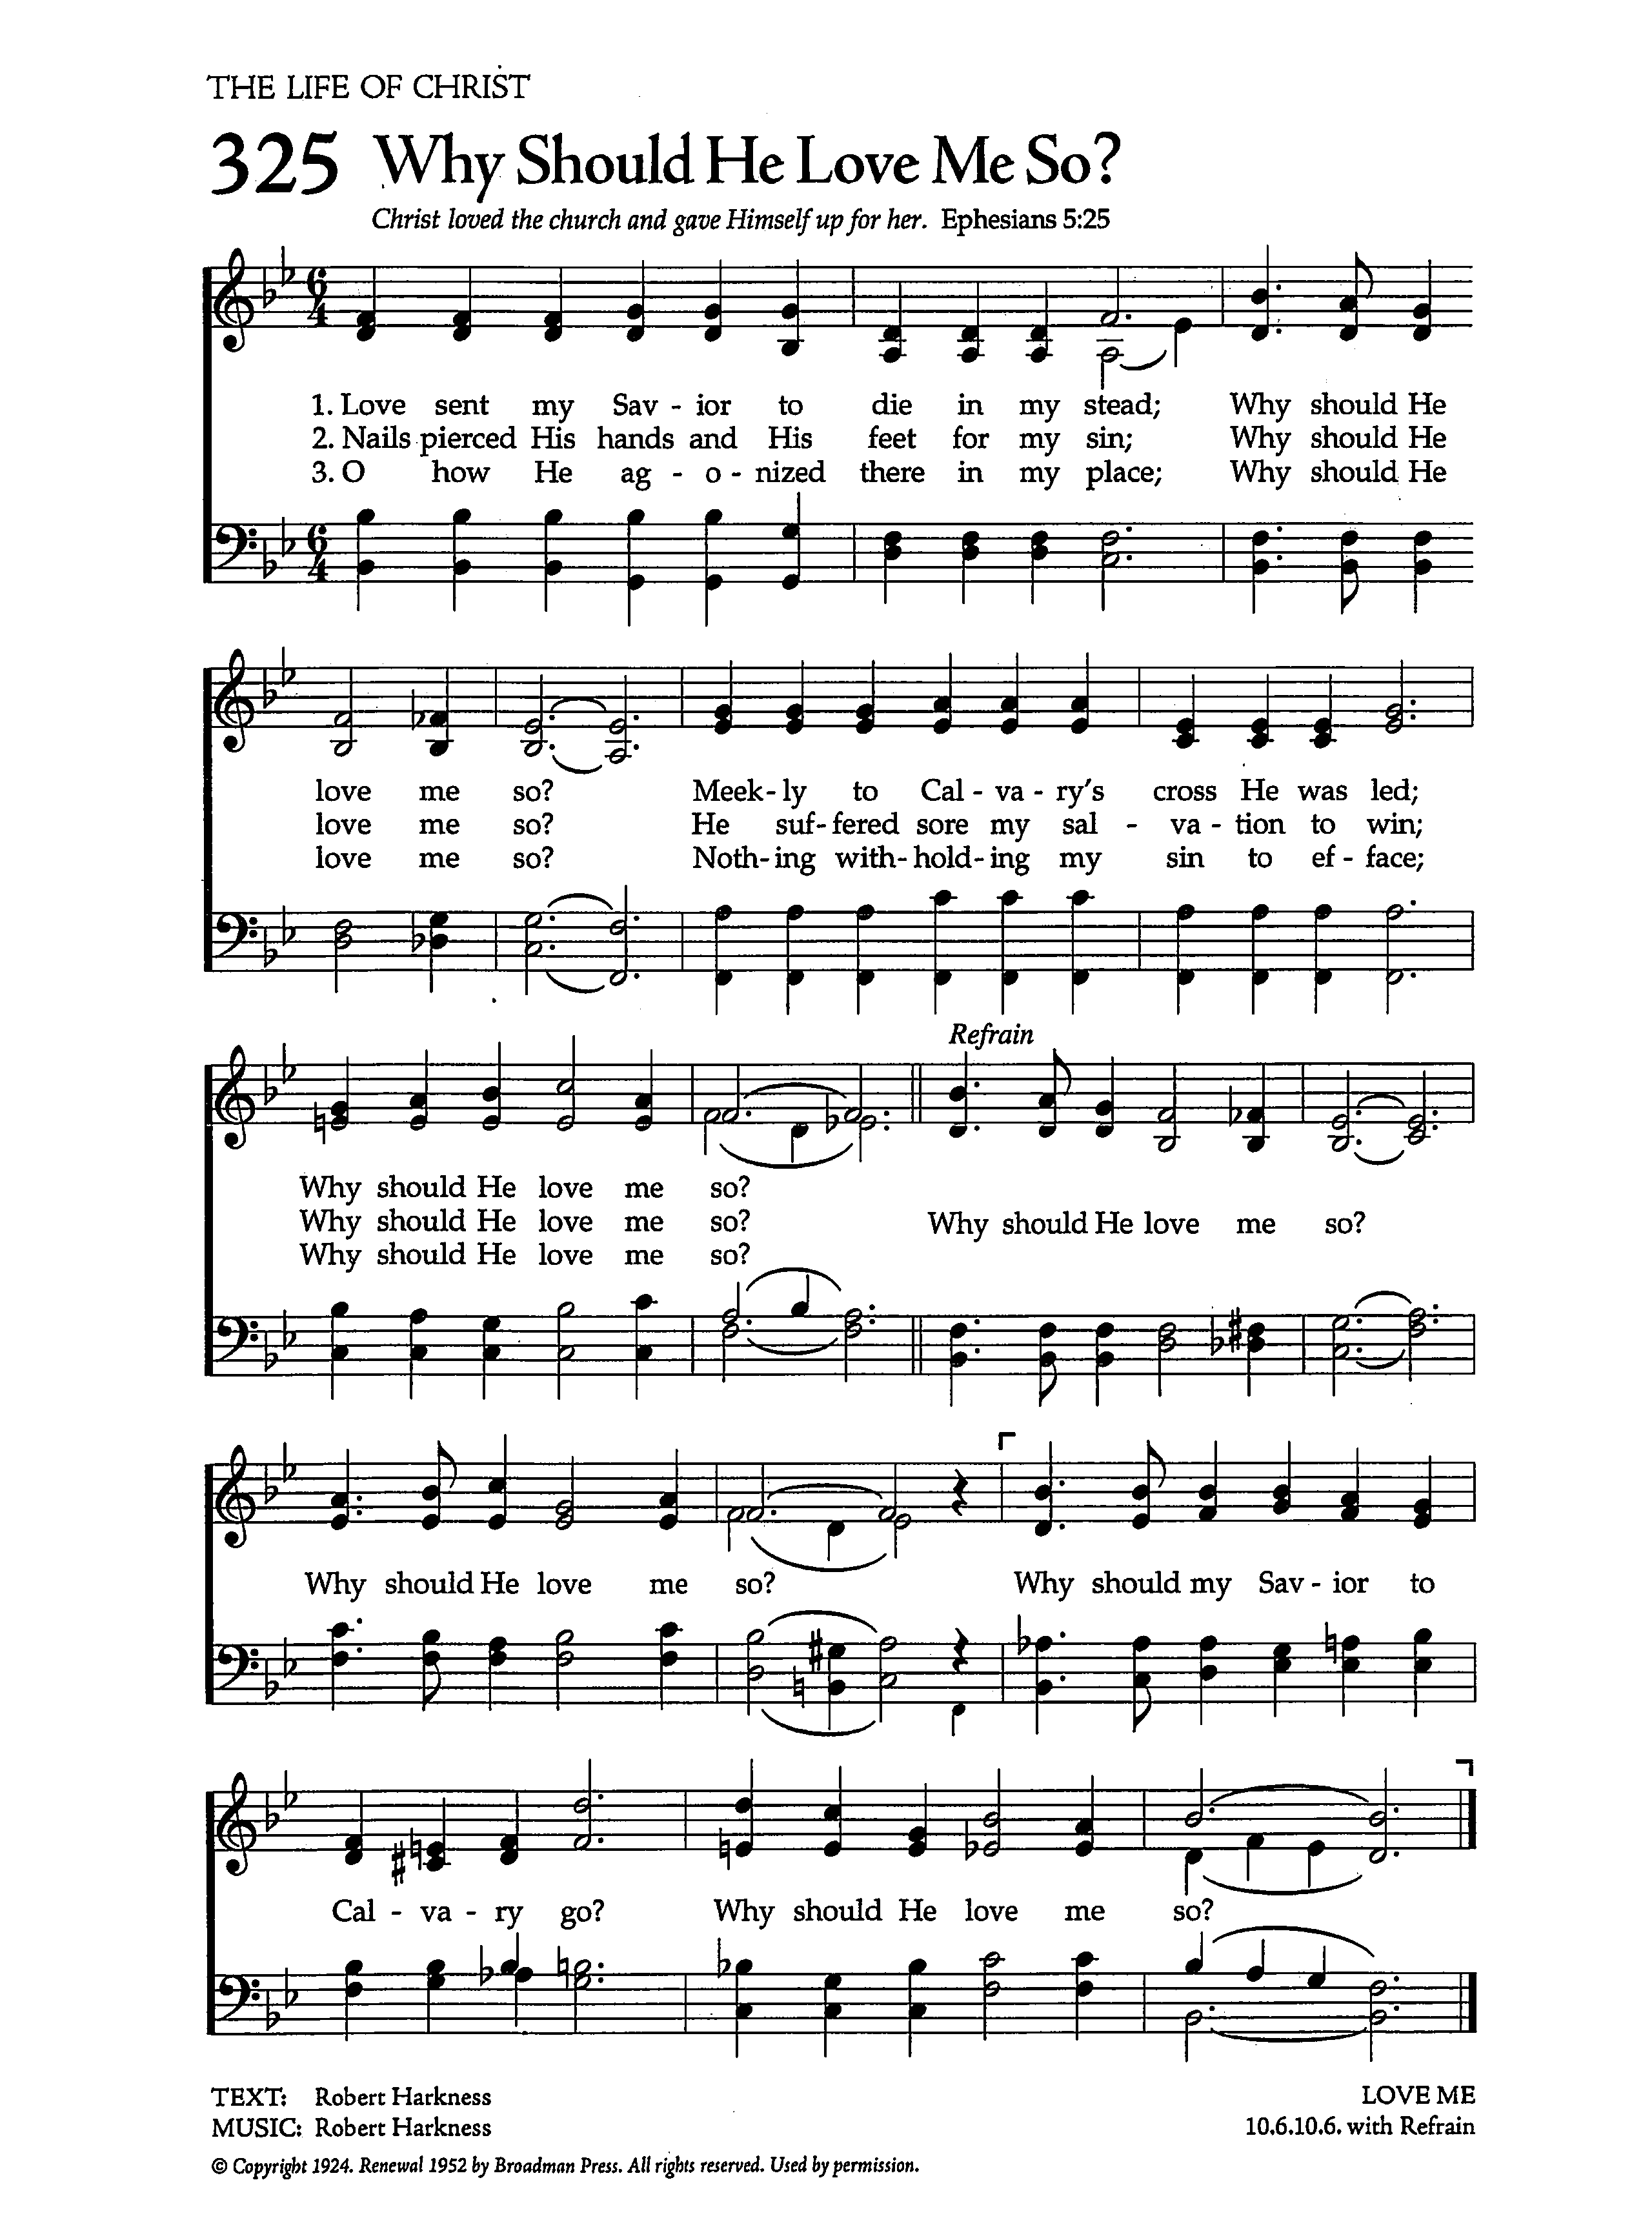 THE LIFE OF CHRIST
325 Why Should He Love Me So?
Christ loved the church and gave Himself up for her. Ephesians 5:25
1. Love sent my Sav - ior to die in my stead; Why should He
2. Nails pierced His hands and His feet for my sin; Why should He
3. O how He ag - o - nized there in my place; Why should He
love me so? Meek - ly to Cal - va - ry's cross He was led;
love me so? He suf - fered sore my sal - va - tion to win;
love me so? Noth - ing with - hold - ing my sin to ef - face;
Refrain
Why should He love me so?
Why should He love me so? Why should He love me so?
Why should He love me so?
Why should He love me so? Why should my Sav - ior to
Cal - va - ry go? Why should He love me so?
TEXT: Robert Harkness
MUSIC: Robert Harkness
LOVE ME
10.6.10.6. with Refrain
© Copyright 1924. Renewal 1952 by Broadman Press. All rights reserved. Used by permission.